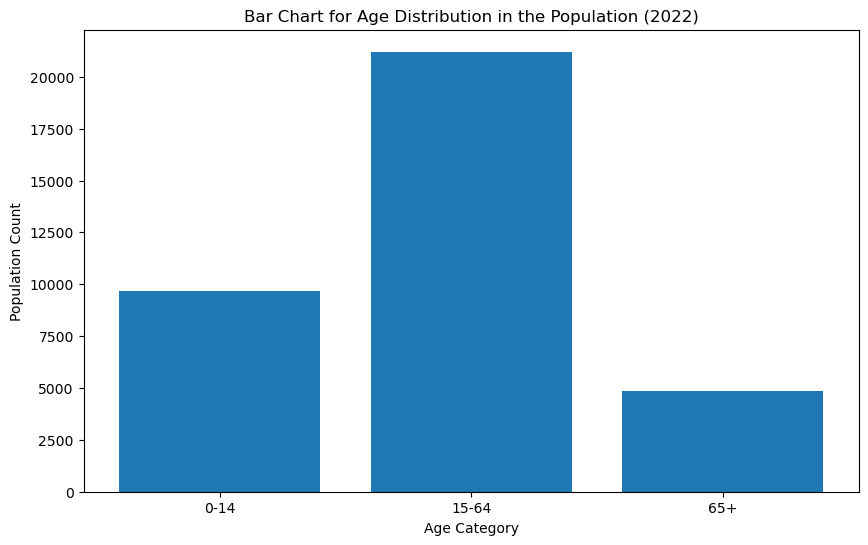 Bar Chart for Age Distribution in the Population (2022)
Population Count
20000
17500
15000
12500
10000
7500
5000
2500
0
0-14 15-64 65+
Age Category